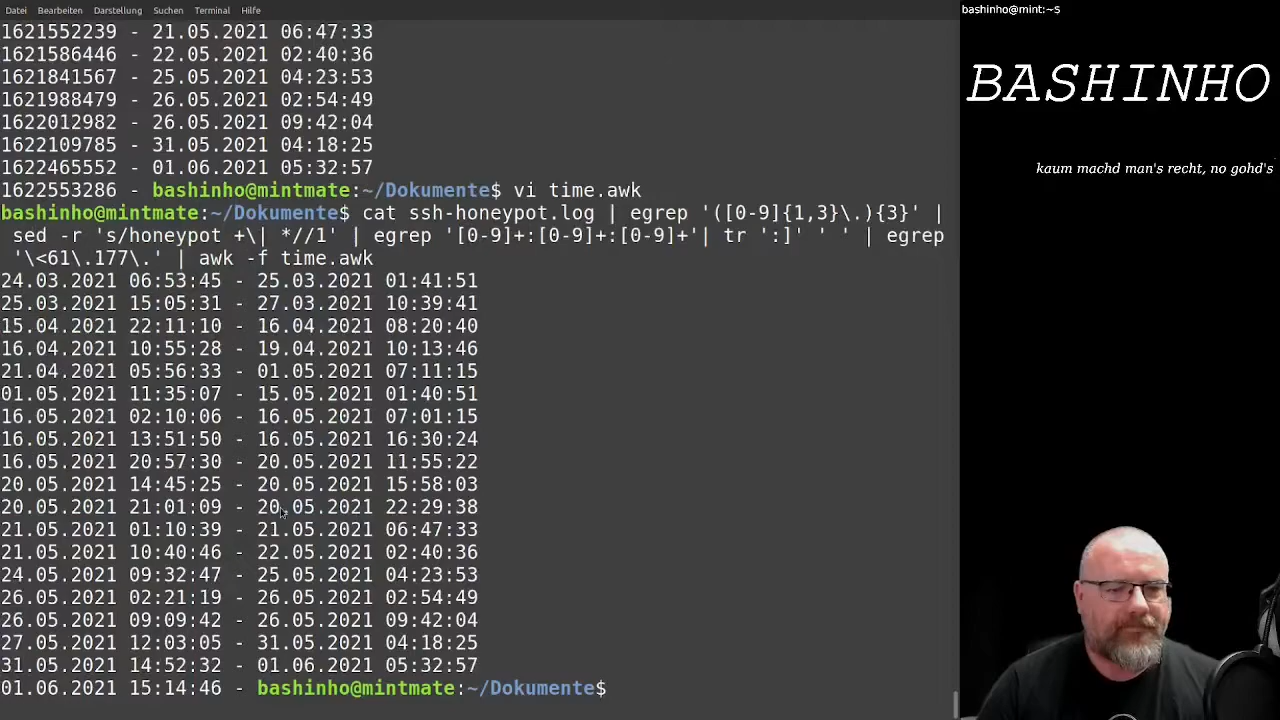 Datei Bearbeiten Darstellung Suchen Terminal Hilfe
1621552239 - 21.05.2021 06:47:33
1621586446 - 22.05.2021 02:40:36
1621841567 - 25.05.2021 04:23:53
1621988479 - 26.05.2021 02:54:49
1622012982 - 26.05.2021 09:42:04
1622109785 - 31.05.2021 04:18:25
1622465552 - 01.06.2021 05:32:57
1622553286 - bashinho@mintmate:~/Dokumente$ vi time.awk
bashinho@mintmate:~/Dokumente$ cat ssh-honeypot.log | egrep '([0-9]{1,3}\.){3}' |
sed -r 's/honeypot +\| *//1' | egrep '[0-9]+:[0-9]+:[0-9]+'| tr ':]' ' ' | egrep
'\<61\.177\.' | awk -f time.awk
24.03.2021 06:53:45 - 25.03.2021 01:41:51
25.03.2021 15:05:31 - 27.03.2021 10:39:41
15.04.2021 22:11:10 - 16.04.2021 08:20:40
16.04.2021 10:55:28 - 19.04.2021 10:13:46
21.04.2021 05:56:33 - 01.05.2021 07:11:15
01.05.2021 11:35:07 - 15.05.2021 01:40:51
16.05.2021 02:10:06 - 16.05.2021 07:01:15
16.05.2021 13:51:50 - 16.05.2021 16:30:24
16.05.2021 20:57:30 - 20.05.2021 11:55:22
20.05.2021 14:45:25 - 20.05.2021 15:58:03
20.05.2021 21:01:09 - 20.05.2021 22:29:38
21.05.2021 01:10:39 - 21.05.2021 06:47:33
21.05.2021 10:40:46 - 22.05.2021 02:40:36
24.05.2021 09:32:47 - 25.05.2021 04:23:53
26.05.2021 02:21:19 - 26.05.2021 02:54:49
26.05.2021 09:09:42 - 26.05.2021 09:42:04
27.05.2021 12:03:05 - 31.05.2021 04:18:25
31.05.2021 14:52:32 - 01.06.2021 05:32:57
01.06.2021 15:14:46 - bashinho@mintmate:~/Dokumente$
bashinho@mint:~$
BASHINHO
kaum machd man's recht, no gohd's